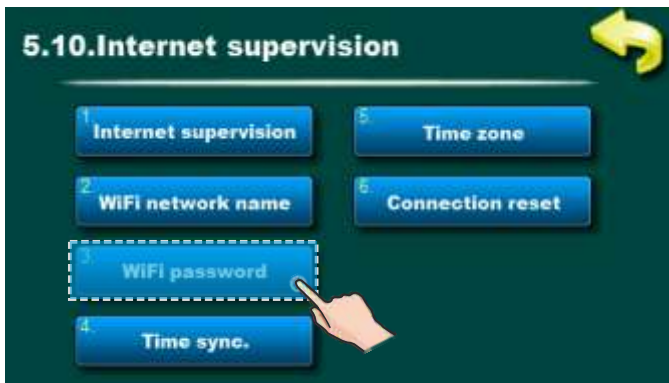 5.10.Internet supervision
1. Internet supervision
2. WiFi network name
3. WiFi password
4. Time sync.
5. Time zone
6. Connection reset